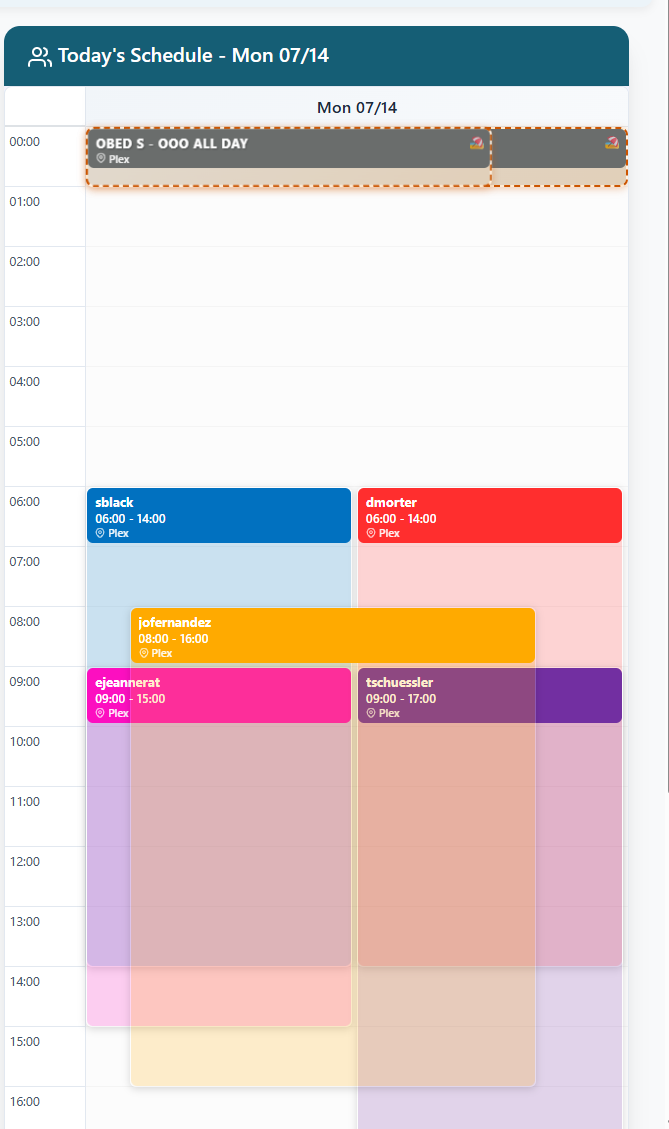 Today's Schedule - Mon 07/14
Mon 07/14
00:00
OBED S - OOO ALL DAY
Plex
01:00
02:00
03:00
04:00
05:00
06:00
sblack
06:00 - 14:00
Plex
dmorter
06:00 - 14:00
Plex
07:00
08:00
jofernandez
08:00 - 16:00
Plex
09:00
ejeannerat
09:00 - 15:00
Plex
tschuessler
09:00 - 17:00
Plex
10:00
11:00
12:00
13:00
14:00
15:00
16:00